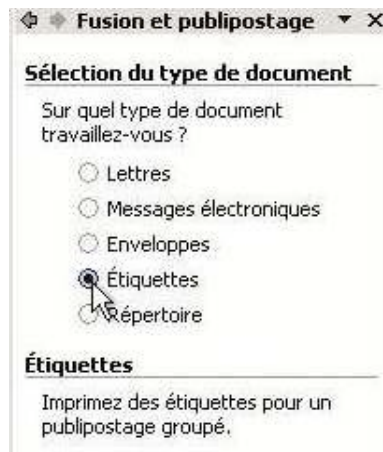 Fusion et publipostage
Sélection du type de document
Sur quel type de document
travaillez-vous ?
Lettres
Messages électroniques
Enveloppes
Étiquettes
Répertoire
Étiquettes
Imprimez des étiquettes pour un
publipostage groupé.